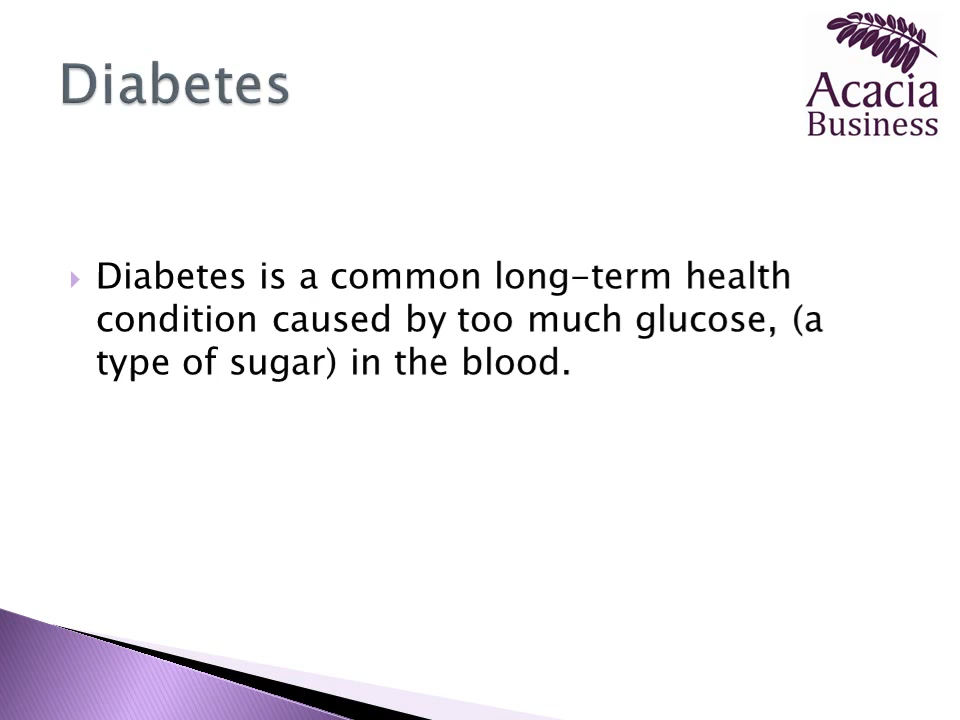 Diabetes
Acacia
Business
Diabetes is a common long-term health
condition caused by too much glucose, (a
type of sugar) in the blood.